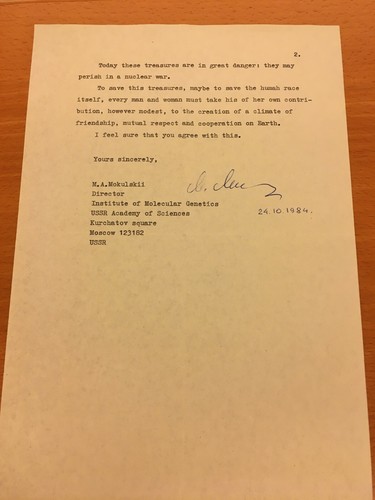 2.
Today these treasures are in great danger; they may
perish in a nuclear war.
To save this treasures, maybe to save the humah race
itself, every man and woman must take his of her own contri-
bution, however modest, to the creation of a climate of
friendship, mutual respect and cooperation on Earth.
I feel sure that you agree with this.
Yours sincerely,
M.A.Mokulskii
Director
Institute of Molecular Genetics
USSR Academy of Sciences
24.10.1984.
Kurchatov square
Moscow 123182
USSR